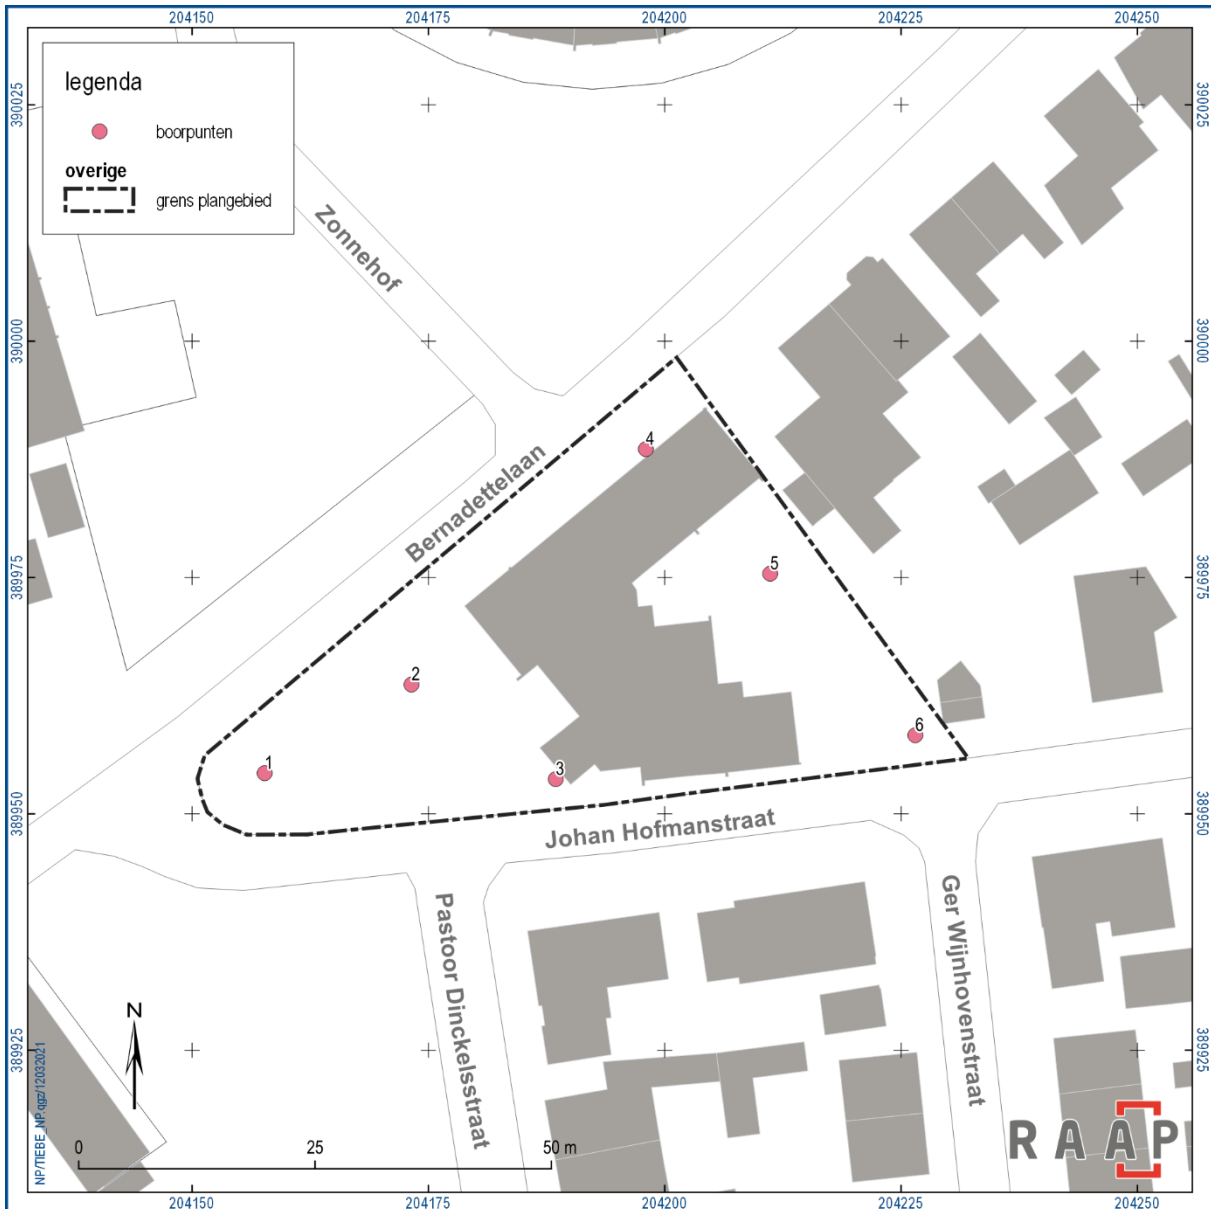 204150 204175 204200 204225 204250
legenda
boorpunten
overige
grens plangebied
390025 390025
Zonnehof
390000 390000
Bernadettelaan
4
389975 389975
5
2
6
1
3
389950 389950
Johan Hofmanstraat
Pastoor Dinckelsstraat
Ger Wijnhovenstraat
N
389925 389925
NP/TIEBE_NP.qgz/12032021
RAAP
0 25 50 m
204150 204175 204200 204225 204250